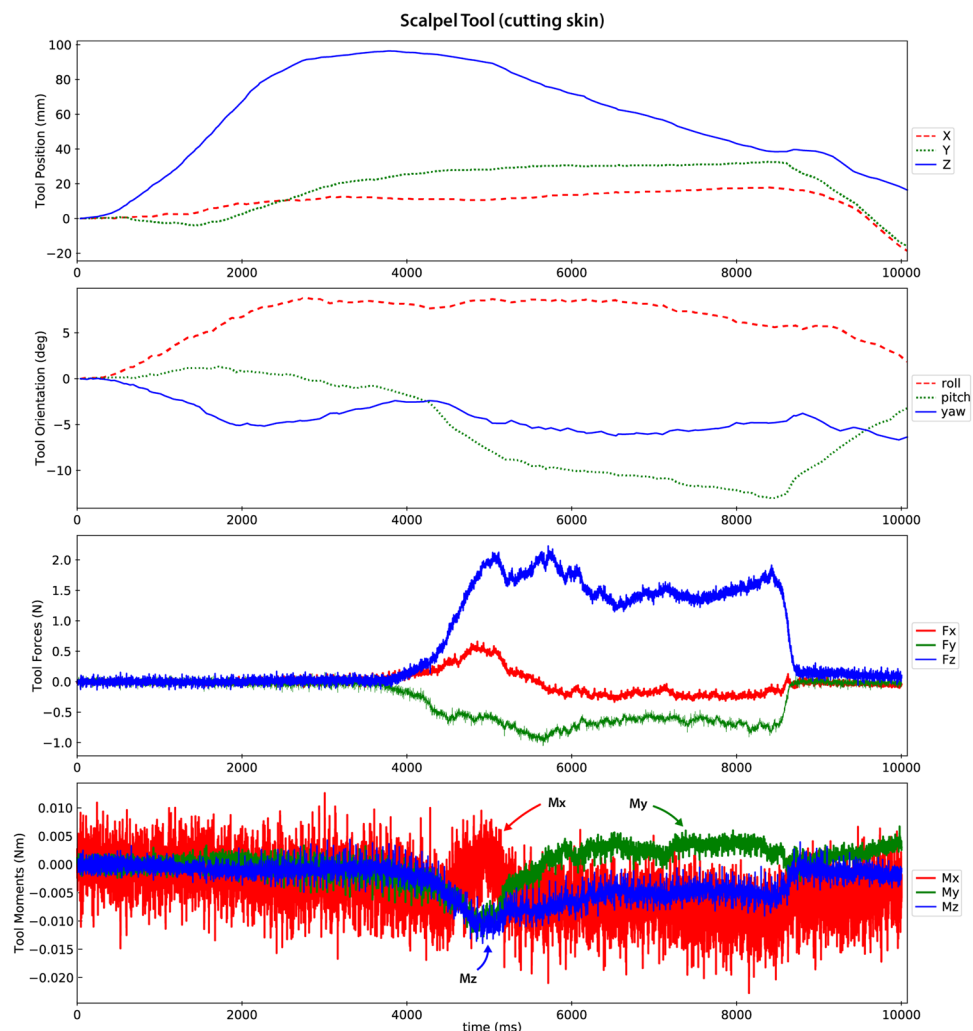 Scalpel Tool (cutting skin)
Tool Position (mm)
100
80
60
40
20
0
−20
0 2000 4000 6000 8000 10000
X
Y
Z
Tool Orientation (deg)
5
0
−5
−10
0 2000 4000 6000 8000 10000
roll
pitch
yaw
Tool Forces (N)
2.0
1.5
1.0
0.5
0.0
−0.5
−1.0
0 2000 4000 6000 8000 10000
Fx
Fy
Fz
Tool Moments (Nm)
0.010
0.005
0.000
−0.005
−0.010
−0.015
−0.020
Mx
My
Mz
Mx
My
Mz
0 2000 4000 6000 8000 10000
time (ms)